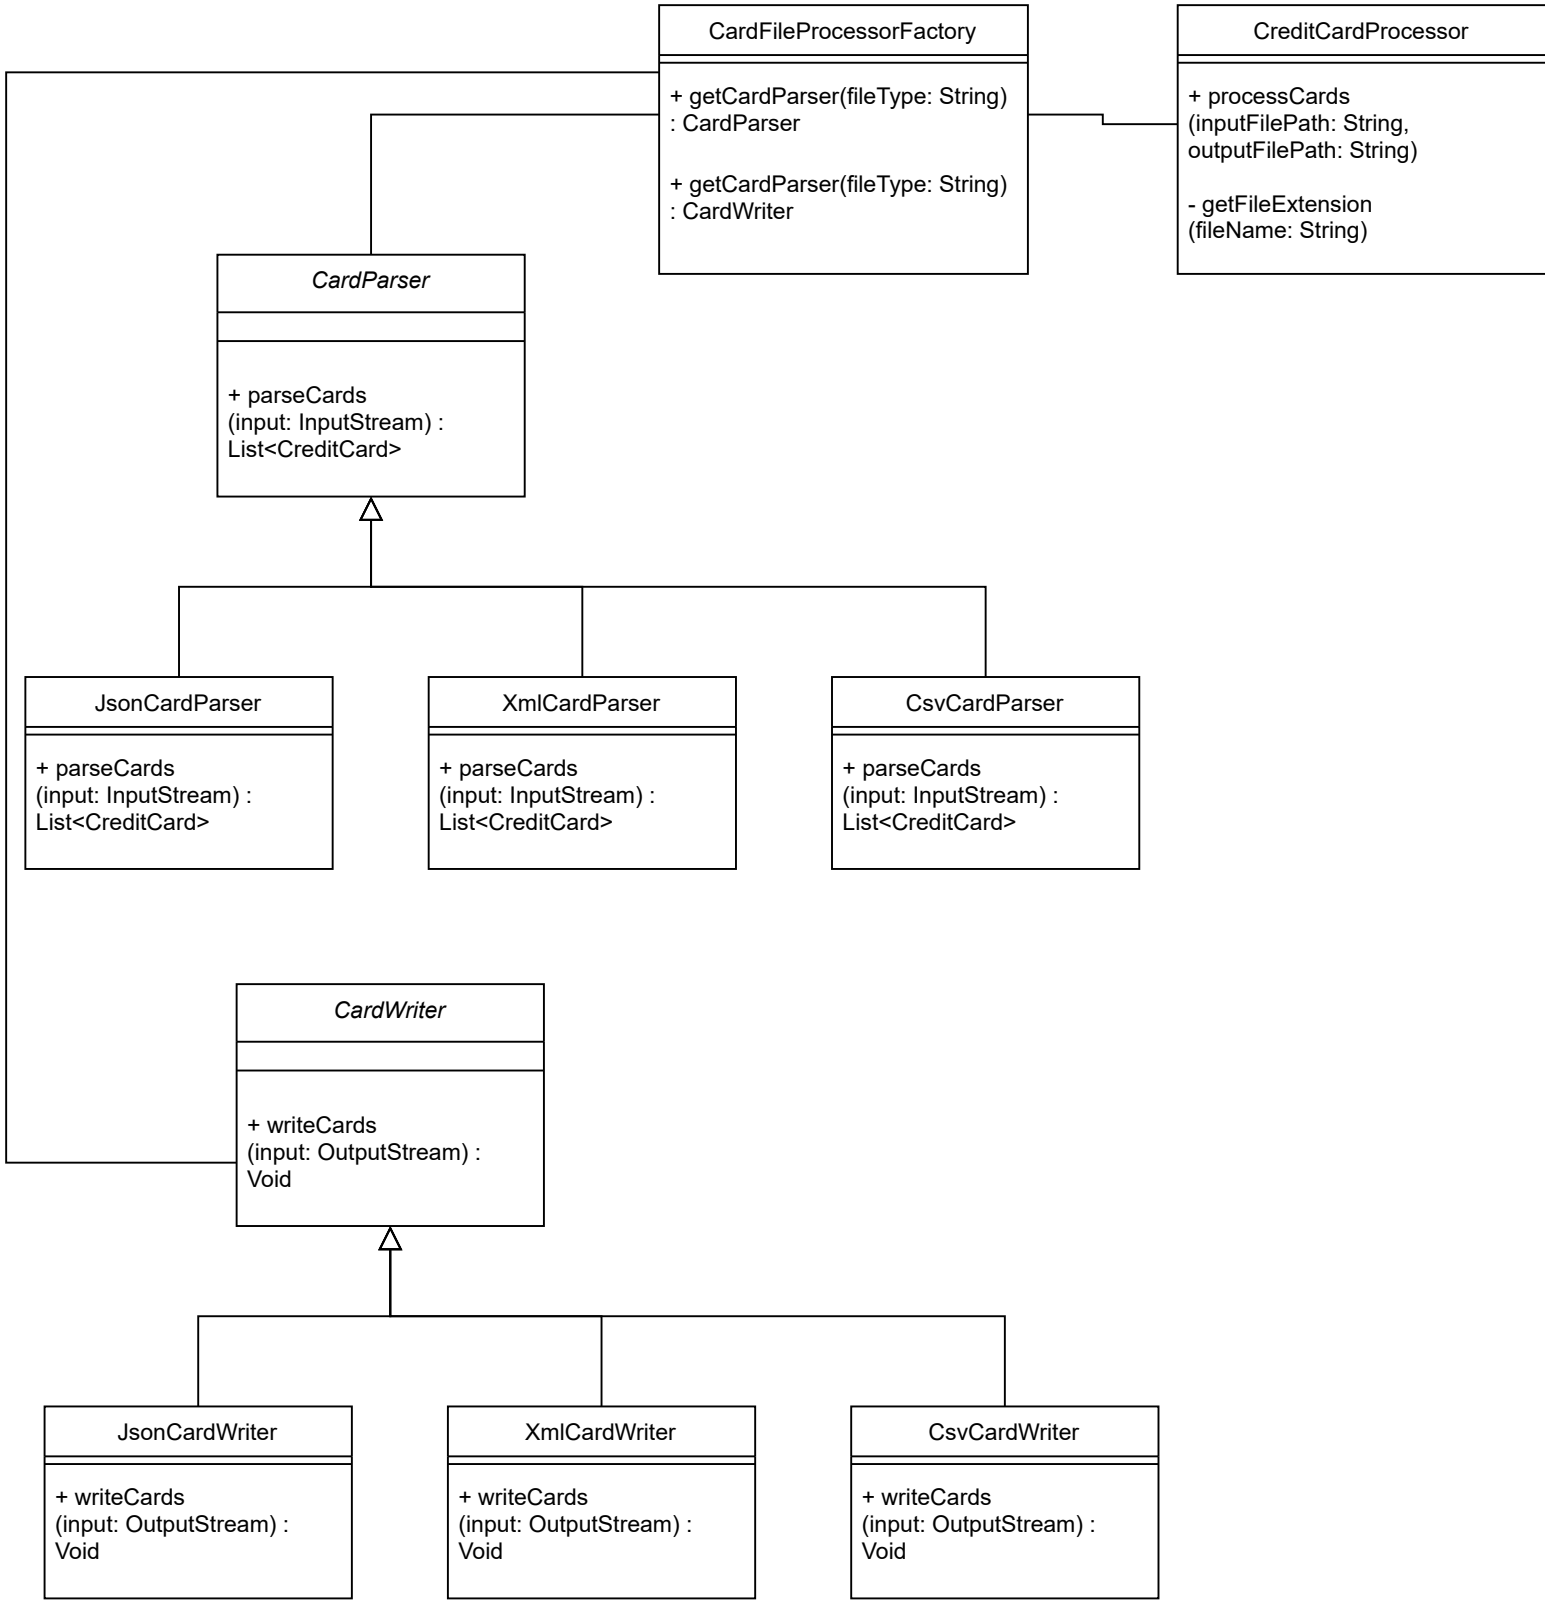 CardFileProcessorFactory
+ getCardParser(fileType: String)
: CardParser
+ getCardParser(fileType: String)
: CardWriter
CreditCardProcessor
+ processCards
(inputFilePath: String,
outputFilePath: String)
- getFileExtension
(fileName: String)
CardParser
+ parseCards
(input: InputStream) :
List<CreditCard>
JsonCardParser
+ parseCards
(input: InputStream) :
List<CreditCard>
XmlCardParser
+ parseCards
(input: InputStream) :
List<CreditCard>
CsvCardParser
+ parseCards
(input: InputStream) :
List<CreditCard>
CardWriter
+ writeCards
(input: OutputStream) :
Void
JsonCardWriter
+ writeCards
(input: OutputStream) :
Void
XmlCardWriter
+ writeCards
(input: OutputStream) :
Void
CsvCardWriter
+ writeCards
(input: OutputStream) :
Void